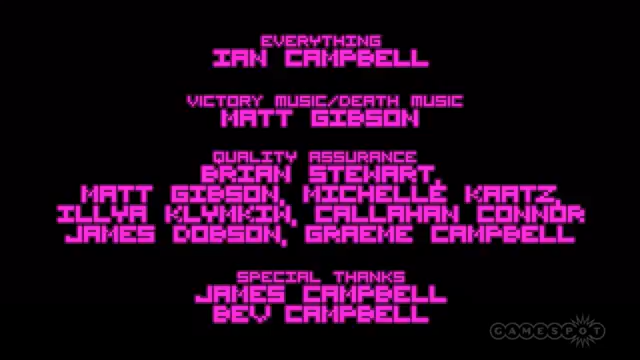 EVERYTHING
IAN CAMPBELL
VICTORY MUSIC/DEATH MUSIC
MATT GIBSON
QUALITY ASSURANCE
BRIAN STEWART,
MATT GIBSON, MICHELLE KAATZ,
ILLYA KLYMKIW, CALLAHAN CONNOR
JAMES DOBSON, GRAEME CAMPBELL
SPECIAL THANKS
JAMES CAMPBELL
BEV CAMPBELL
GAMESPOT